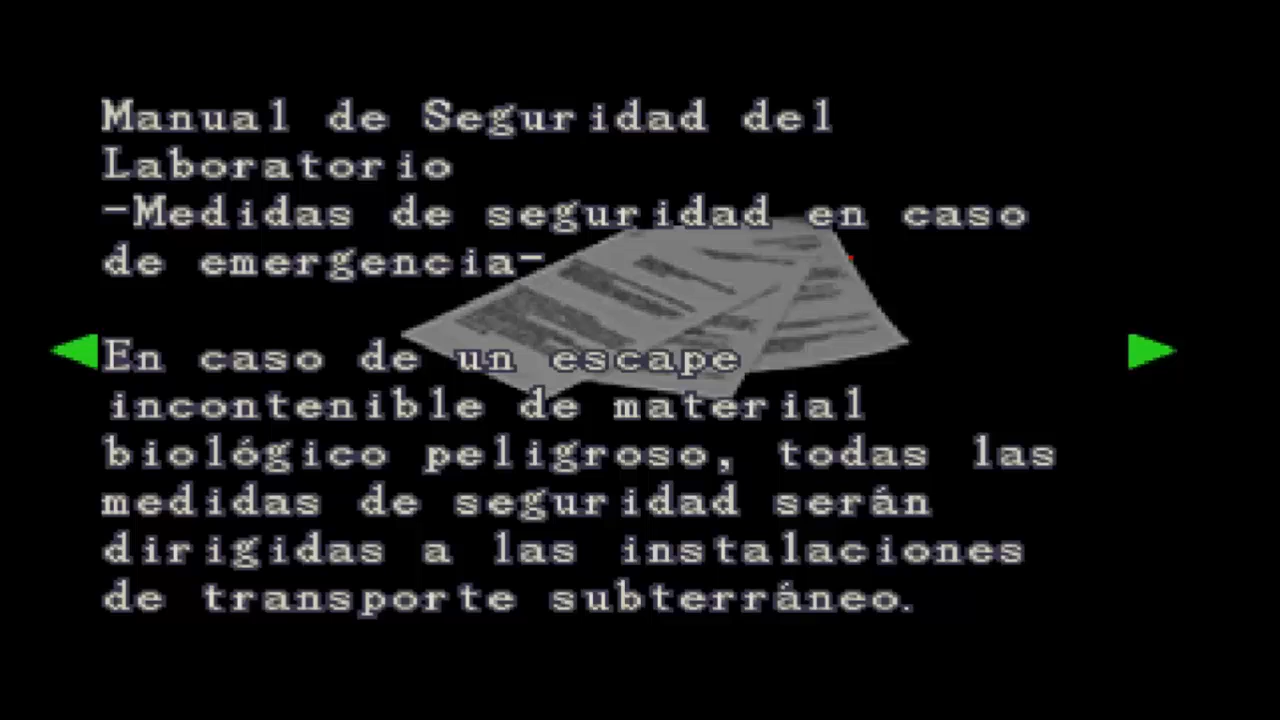 Manual de Seguridad del
Laboratorio
-Medidas de seguridad en caso
de emergencia-
En caso de un escape
incontenible de material
biológico peligroso, todas las
medidas de seguridad serán
dirigidas a las instalaciones
de transporte subterráneo.